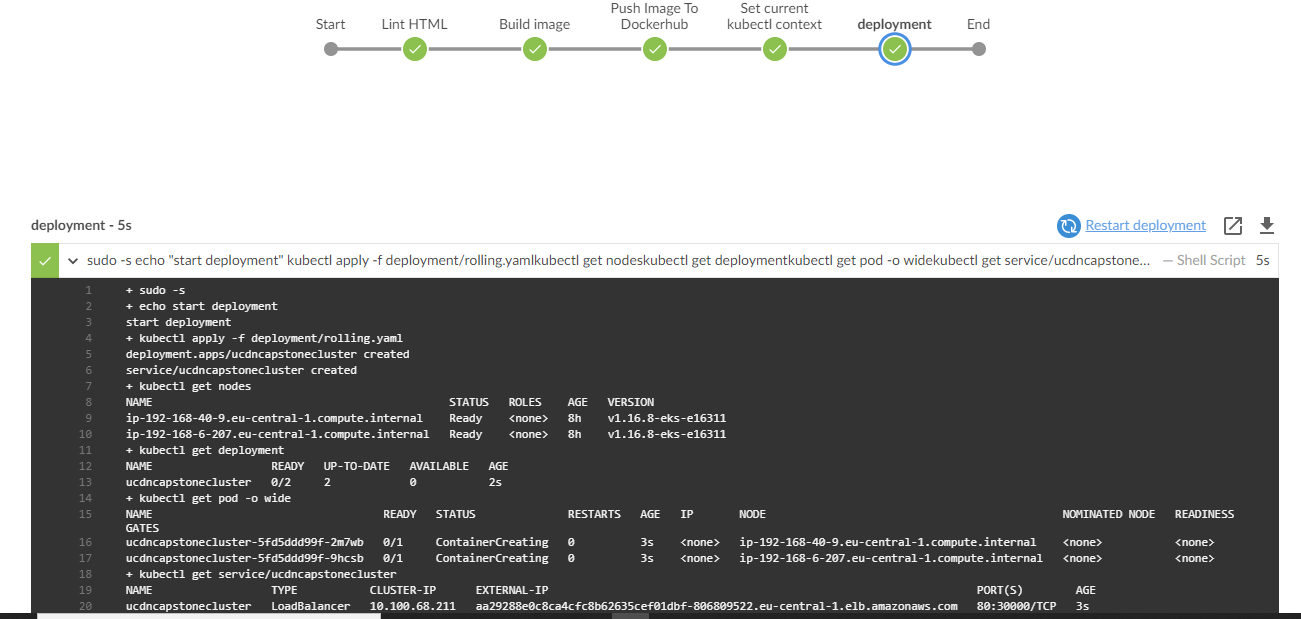 Start
Lint HTML
Build image
Push Image To
Dockerhub
Set current
kubectl context
deployment
End
deployment - 5s
Restart deployment
sudo -s echo "start deployment" kubectl apply -f deployment/rolling.yamlkubectl get nodeskubectl get deploymentkubectl get pod -o widekubectl get service/ucdncapstone... — Shell Script 5s
1 + sudo -s
2 + echo start deployment
3 start deployment
4 + kubectl apply -f deployment/rolling.yaml
5 deployment.apps/ucdncapstonecluster created
6 service/ucdncapstonecluster created
7 + kubectl get nodes
8 NAME STATUS ROLES AGE VERSION
9 ip-192-168-40-9.eu-central-1.compute.internal Ready <none> 8h v1.16.8-eks-e16311
10 ip-192-168-6-207.eu-central-1.compute.internal Ready <none> 8h v1.16.8-eks-e16311
11 + kubectl get deployment
12 NAME READY UP-TO-DATE AVAILABLE AGE
13 ucdncapstonecluster 0/2 2 0 2s
14 + kubectl get pod -o wide
15 NAME READY STATUS RESTARTS AGE IP NODE NOMINATED NODE READINESS
GATES
16 ucdncapstonecluster-5fd5ddd99f-2m7wb 0/1 ContainerCreating 0 3s <none> ip-192-168-40-9.eu-central-1.compute.internal <none> <none>
17 ucdncapstonecluster-5fd5ddd99f-9hcsb 0/1 ContainerCreating 0 3s <none> ip-192-168-6-207.eu-central-1.compute.internal <none> <none>
18 + kubectl get service/ucdncapstonecluster
19 NAME TYPE CLUSTER-IP EXTERNAL-IP PORT(S) AGE
20 ucdncapstonecluster LoadBalancer 10.100.68.211 aa29288e0c8ca4cfc8b62635cef01dbf-806809522.eu-central-1.elb.amazonaws.com 80:30000/TCP 3s